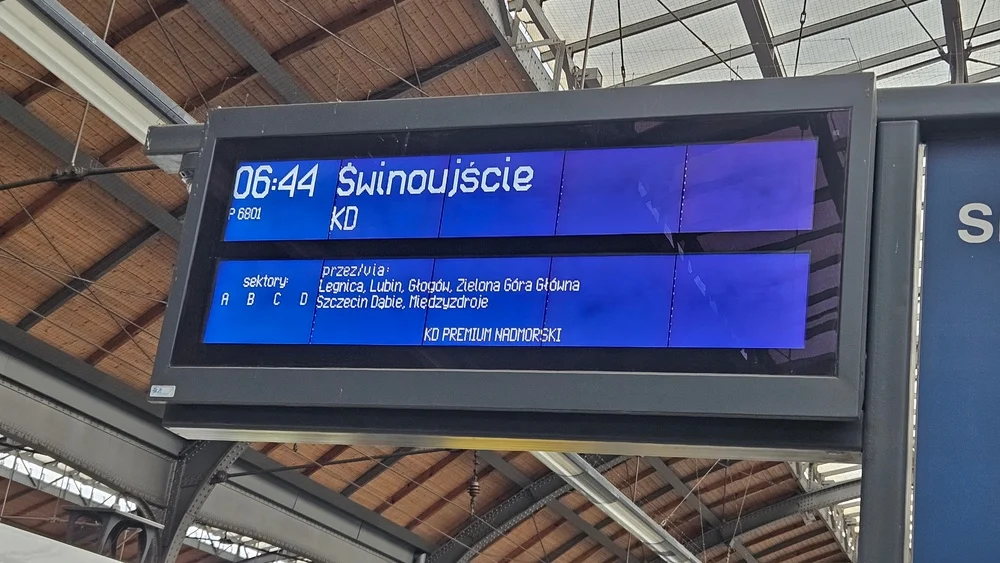 06:44 Świnoujście
P 6801 KD
przez/via:
sektory: Legnica, Lubin, Głogów, Zielona Góra Główna
A B C D Szczecin Dąbie, Międzyzdroje
KD PREMIUM NADMORSKI